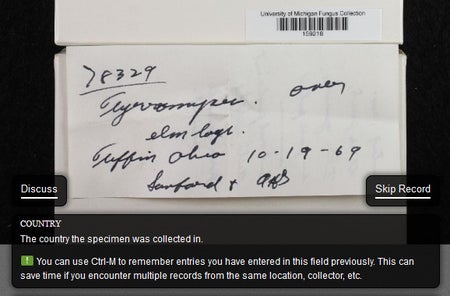 University of Michigan Fungus Collection
159218
78329
over
elm logs.
Tiffin Ohio 10-19-69
Sanford + AHS
Discuss
Skip Record
COUNTRY
The country the specimen was collected in.
! You can use Ctrl-M to remember entries you have entered in this field previously. This can
save time if you encounter multiple records from the same location, collector, etc.